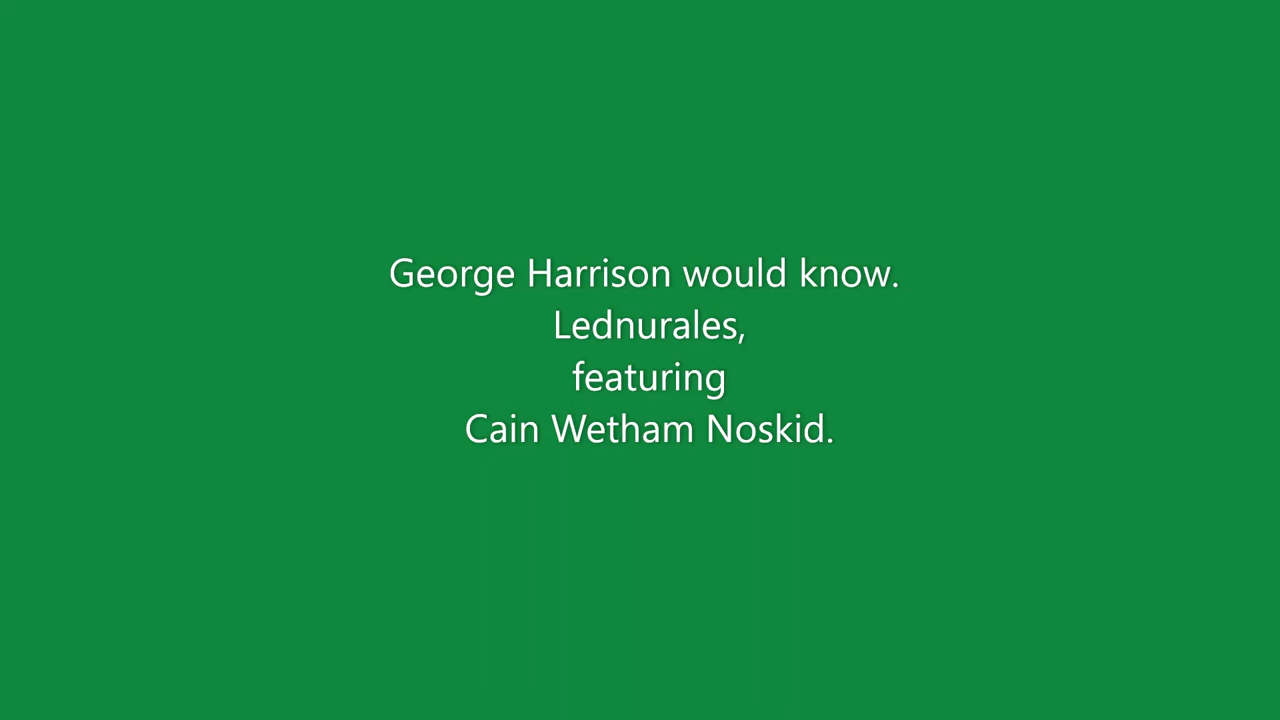 George Harrison would know.
Lednurales,
featuring
Cain Wetham Noskid.